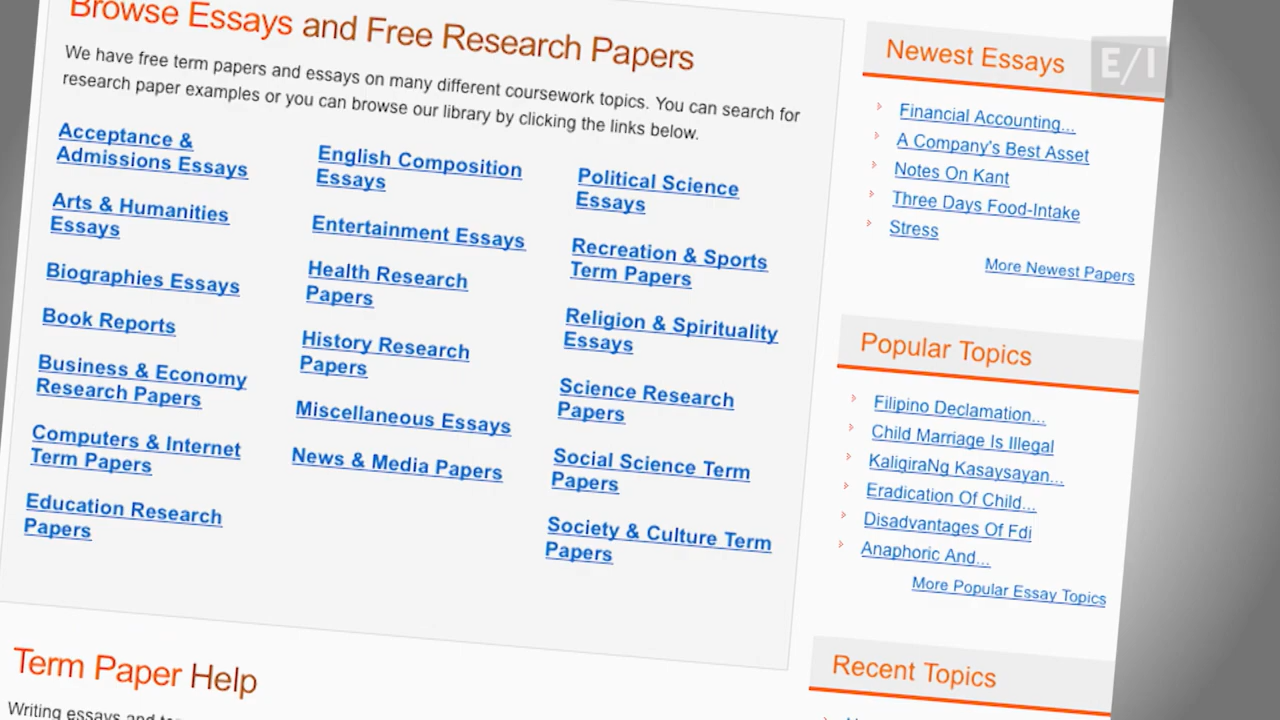 Browse Essays and Free Research Papers
We have free term papers and essays on many different coursework topics. You can search for
research paper examples or you can browse our library by clicking the links below.
Acceptance &
Admissions Essays
Arts & Humanities
Essays
Biographies Essays
Book Reports
Business & Economy
Research Papers
Computers & Internet
Term Papers
Education Research
Papers
English Composition
Essays
Entertainment Essays
Health Research
Papers
History Research
Papers
Miscellaneous Essays
News & Media Papers
Political Science
Essays
Recreation & Sports
Term Papers
Religion & Spirituality
Essays
Science Research
Papers
Social Science Term
Papers
Society & Culture Term
Papers
Term Paper Help
Writing essays and
Newest Essays
E/I
Financial Accounting...
A Company's Best Asset
Notes On Kant
Three Days Food-Intake
Stress
More Newest Papers
Popular Topics
Filipino Declamation...
Child Marriage Is Illegal
KaligiraNg Kasaysayan...
Eradication Of Child...
Disadvantages Of Fdi
Anaphoric And...
More Popular Essay Topics
Recent Topics